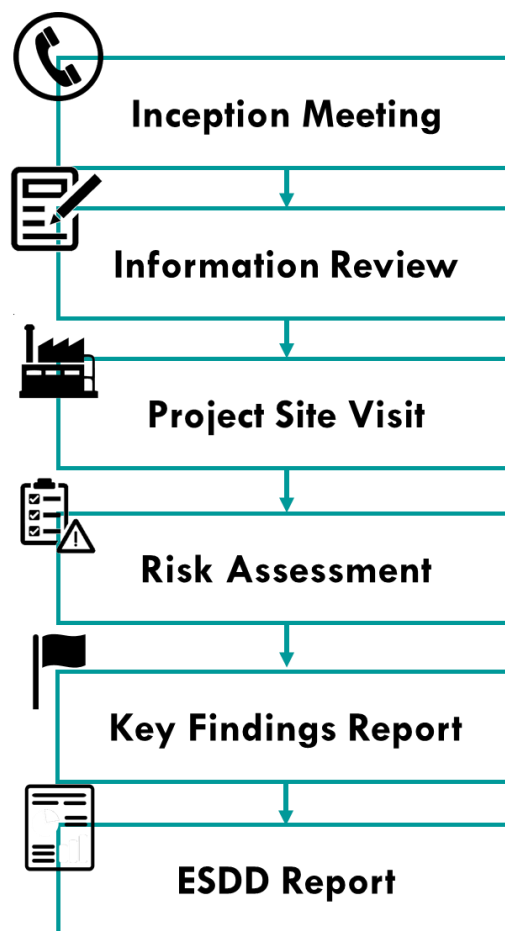 Inception Meeting
Information Review
Project Site Visit
Risk Assessment
Key Findings Report
ESDD Report